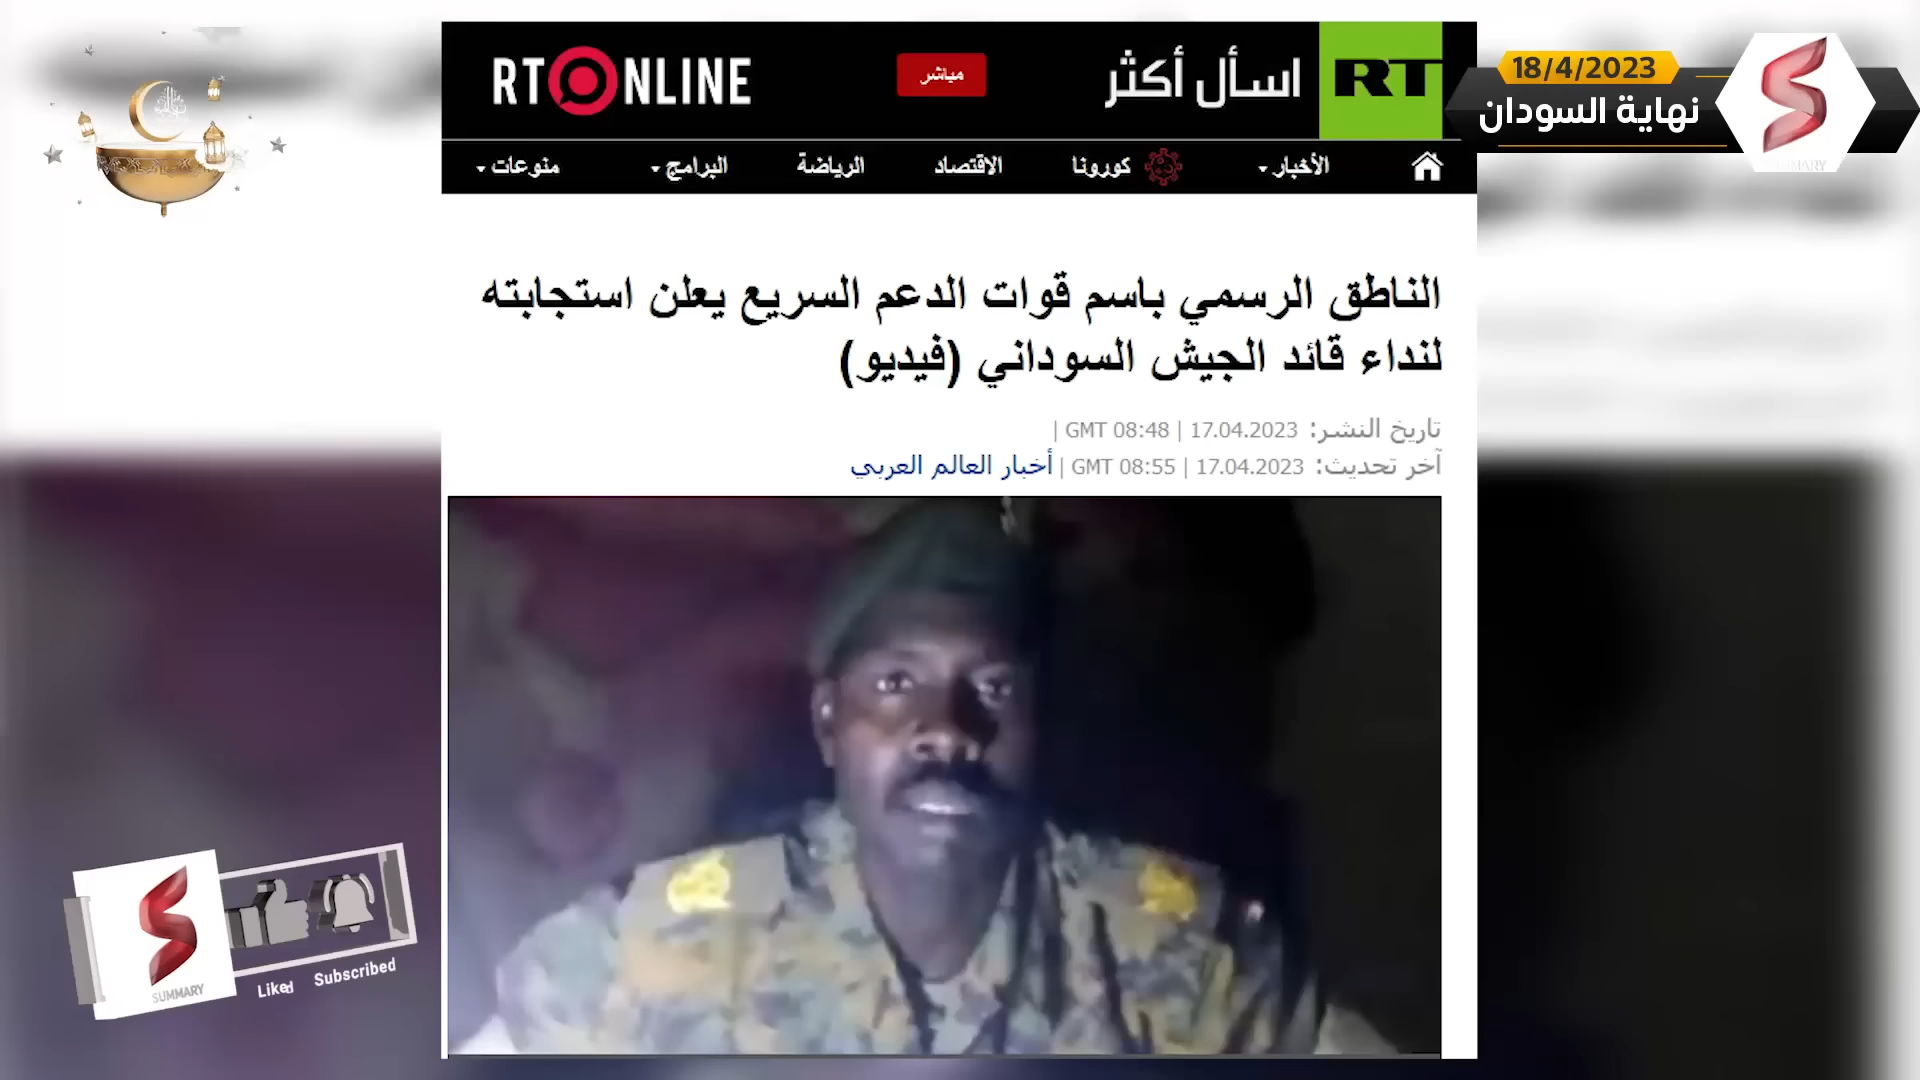 RT ONLINE
مباشر
اسأل أكثر
RT
18/4/2023
نهاية السودان
SUMMARY
الأخبار
كورونا
الاقتصاد
الرياضة
البرامج
منوعات
الناطق الرسمي باسم قوات الدعم السريع يعلن استجابته
لنداء قائد الجيش السوداني (فيديو)
تاريخ النشر: 17.04.2023 | 08:48 GMT |
آخر تحديث: 17.04.2023 | 08:55 GMT | أخبار العالم العربي
SUMMARY
Liked
Subscribed